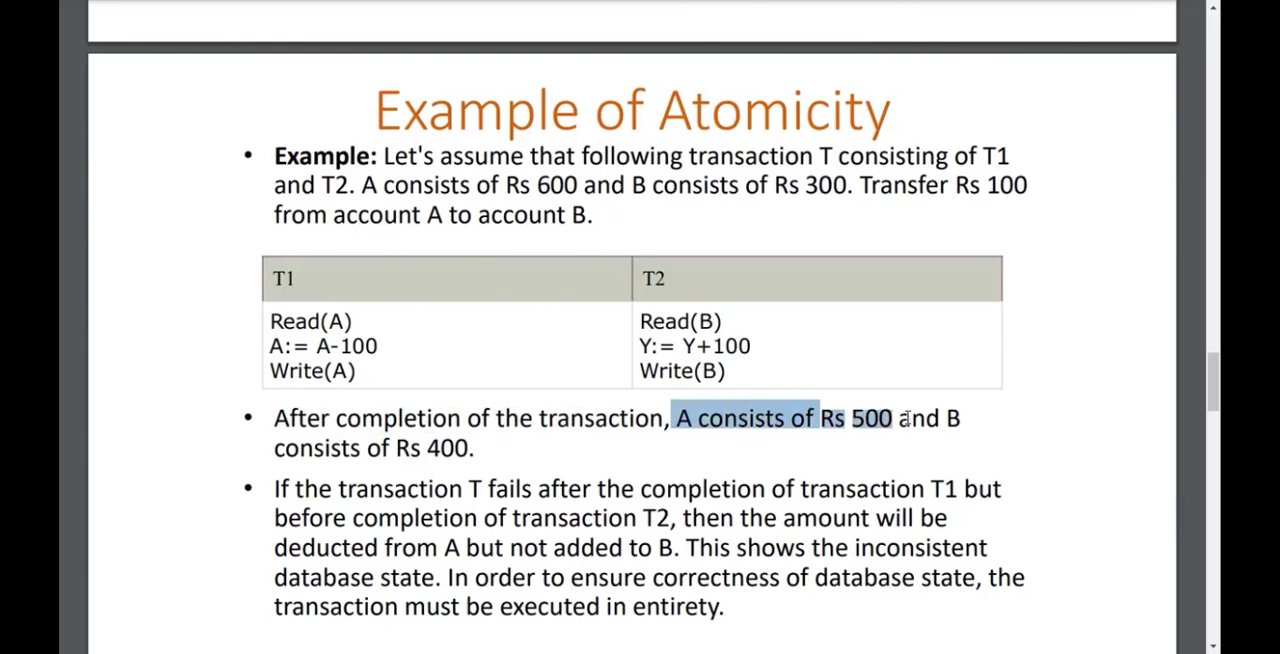 Example of Atomicity
• Example: Let's assume that following transaction T consisting of T1
and T2. A consists of Rs 600 and B consists of Rs 300. Transfer Rs 100
from account A to account B.
T1
T2
Read(A)
A:= A-100
Write(A)
Read(B)
Y:= Y+100
Write(B)
• After completion of the transaction, A consists of Rs 500 and B
consists of Rs 400.
• If the transaction T fails after the completion of transaction T1 but
before completion of transaction T2, then the amount will be
deducted from A but not added to B. This shows the inconsistent
database state. In order to ensure correctness of database state, the
transaction must be executed in entirety.